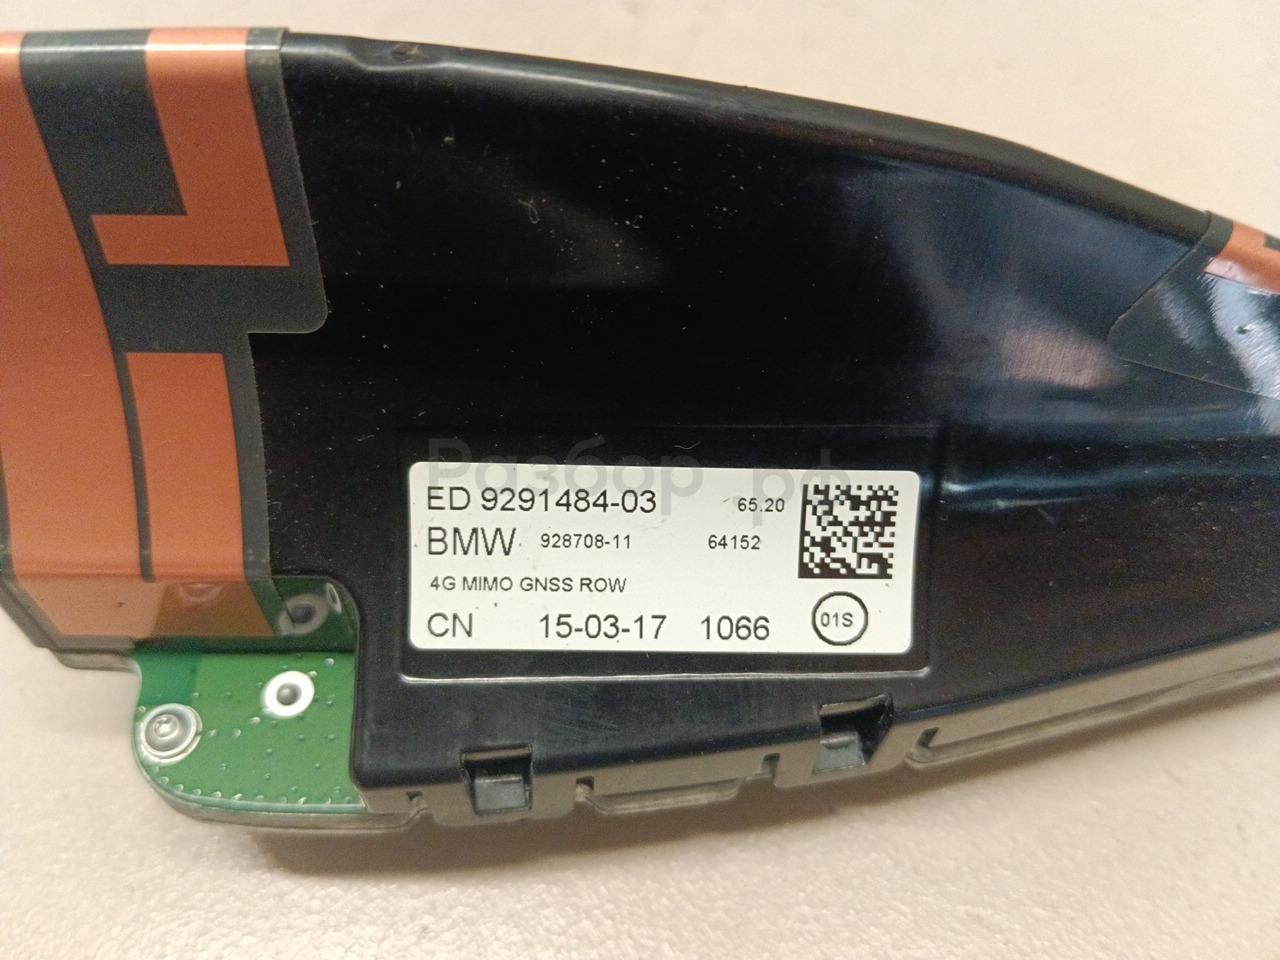 Разбор.рф
ED 9291484-03 65.20
BMW 928708-11 64152
4G MIMO GNSS ROW
CN 15-03-17 1066 01S